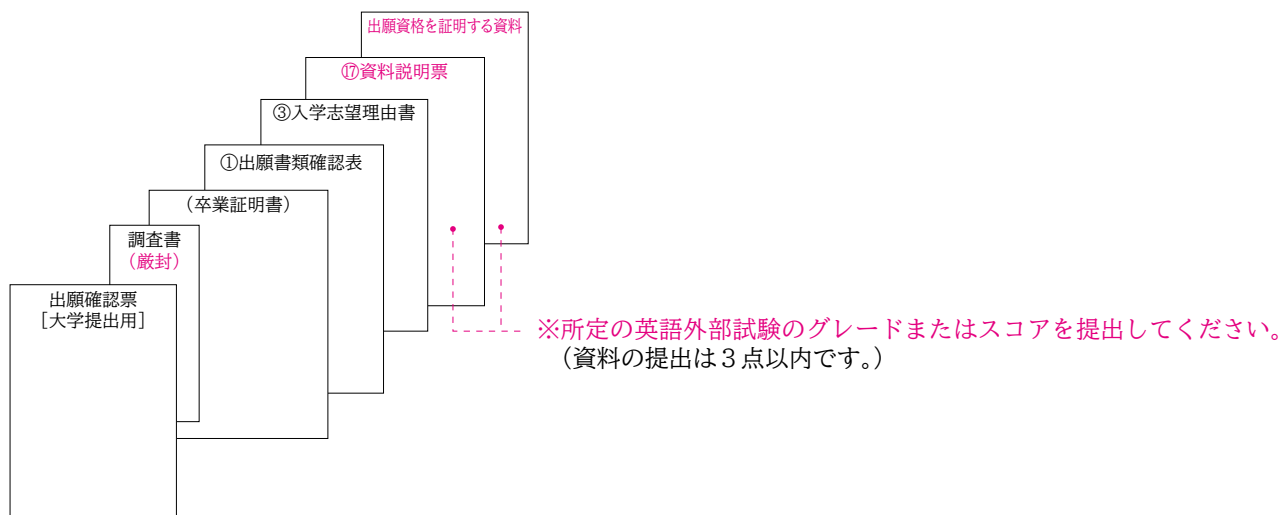 出願資格を証明する資料
⑰資料説明票
③入学志望理由書
①出願書類確認表
(卒業証明書)
調査書
(厳封)
出願確認票
[大学提出用]
※所定の英語外部試験のグレードまたはスコアを提出してください。
(資料の提出は3点以内です。)